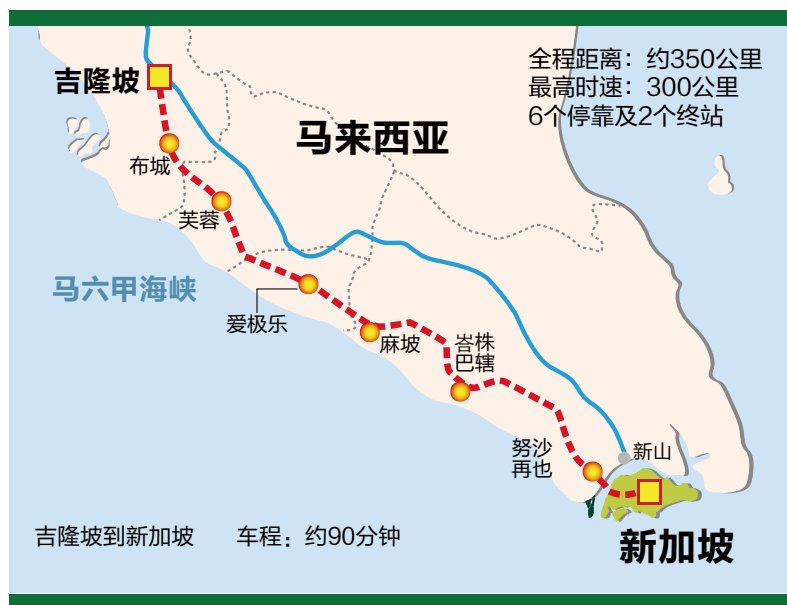 全程距离：约350公里
最高时速：300公里
6个停靠及2个终站
吉隆坡
马来西亚
布城
芙蓉
马六甲海峡
爱极乐
麻坡
峇株
巴辖
努沙
再也
新山
吉隆坡到新加坡 车程：约90分钟
新加坡